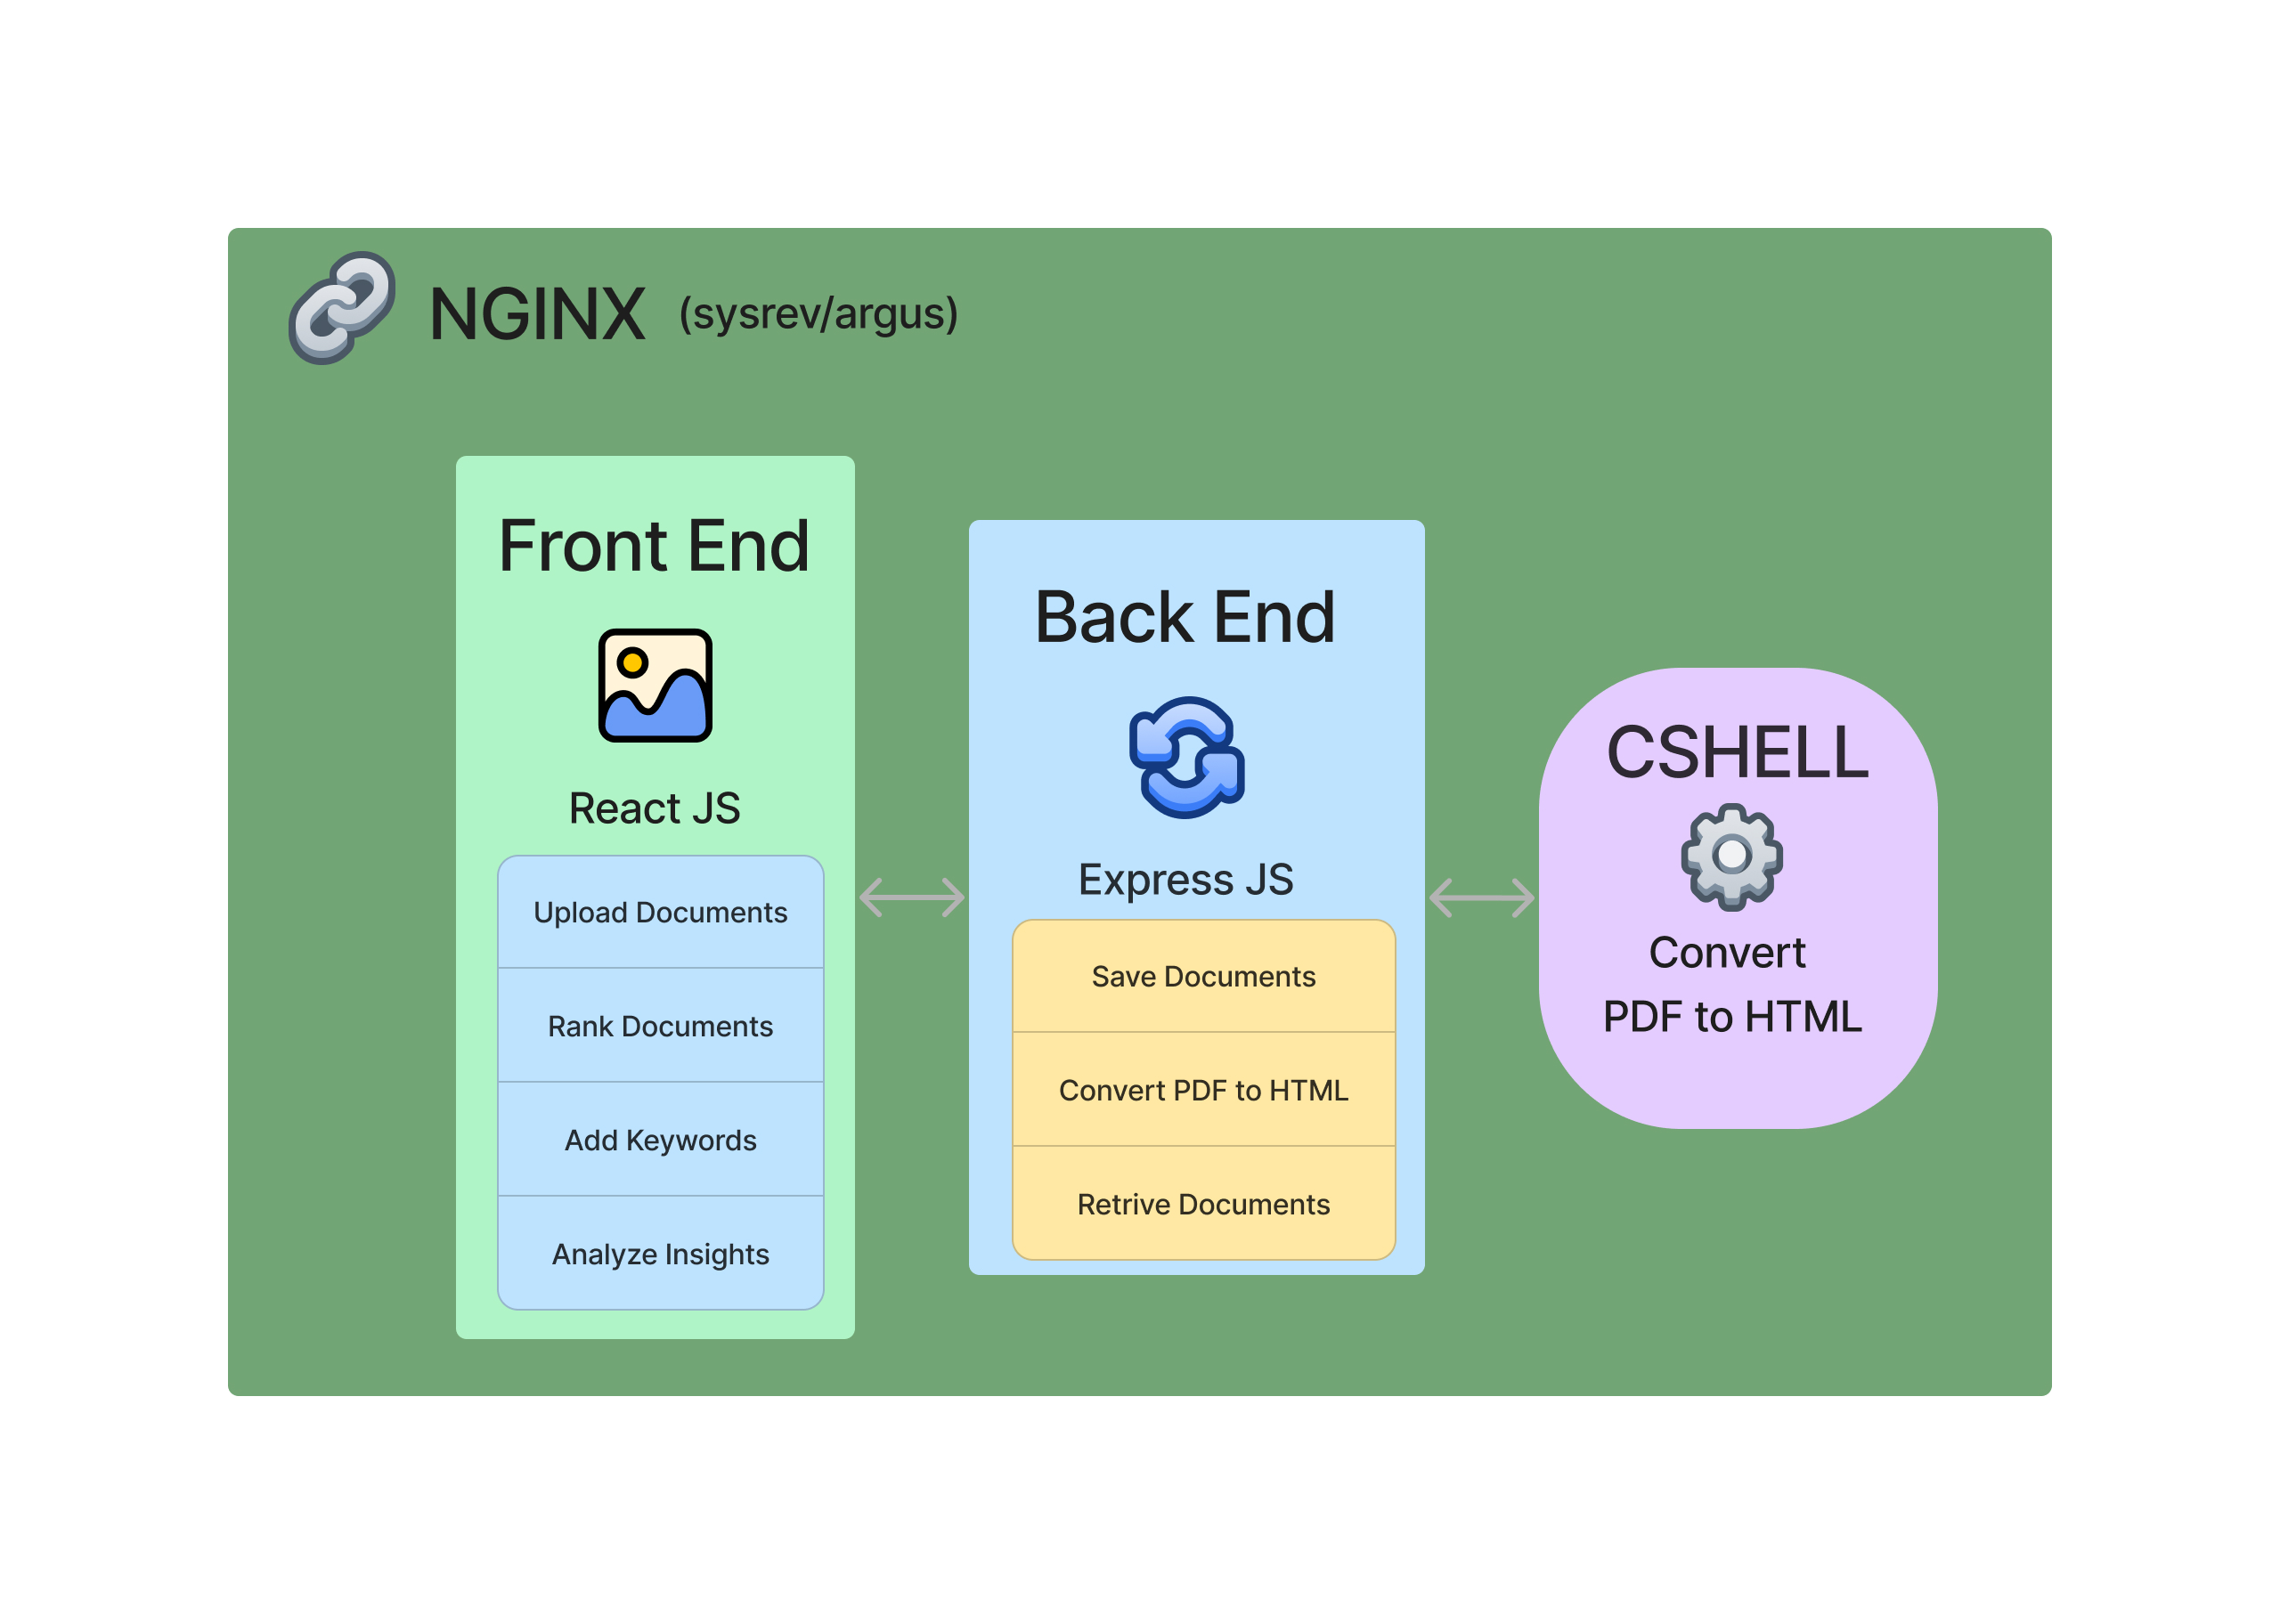 NGINX (sysrev/argus)
Front End
React JS
Upload Documents
Rank Documents
Add Keywords
Analyze Insights
Back End
Express JS
Save Documents
Convert PDF to HTML
Retrive Documents
CSHELL
Convert
PDF to HTML